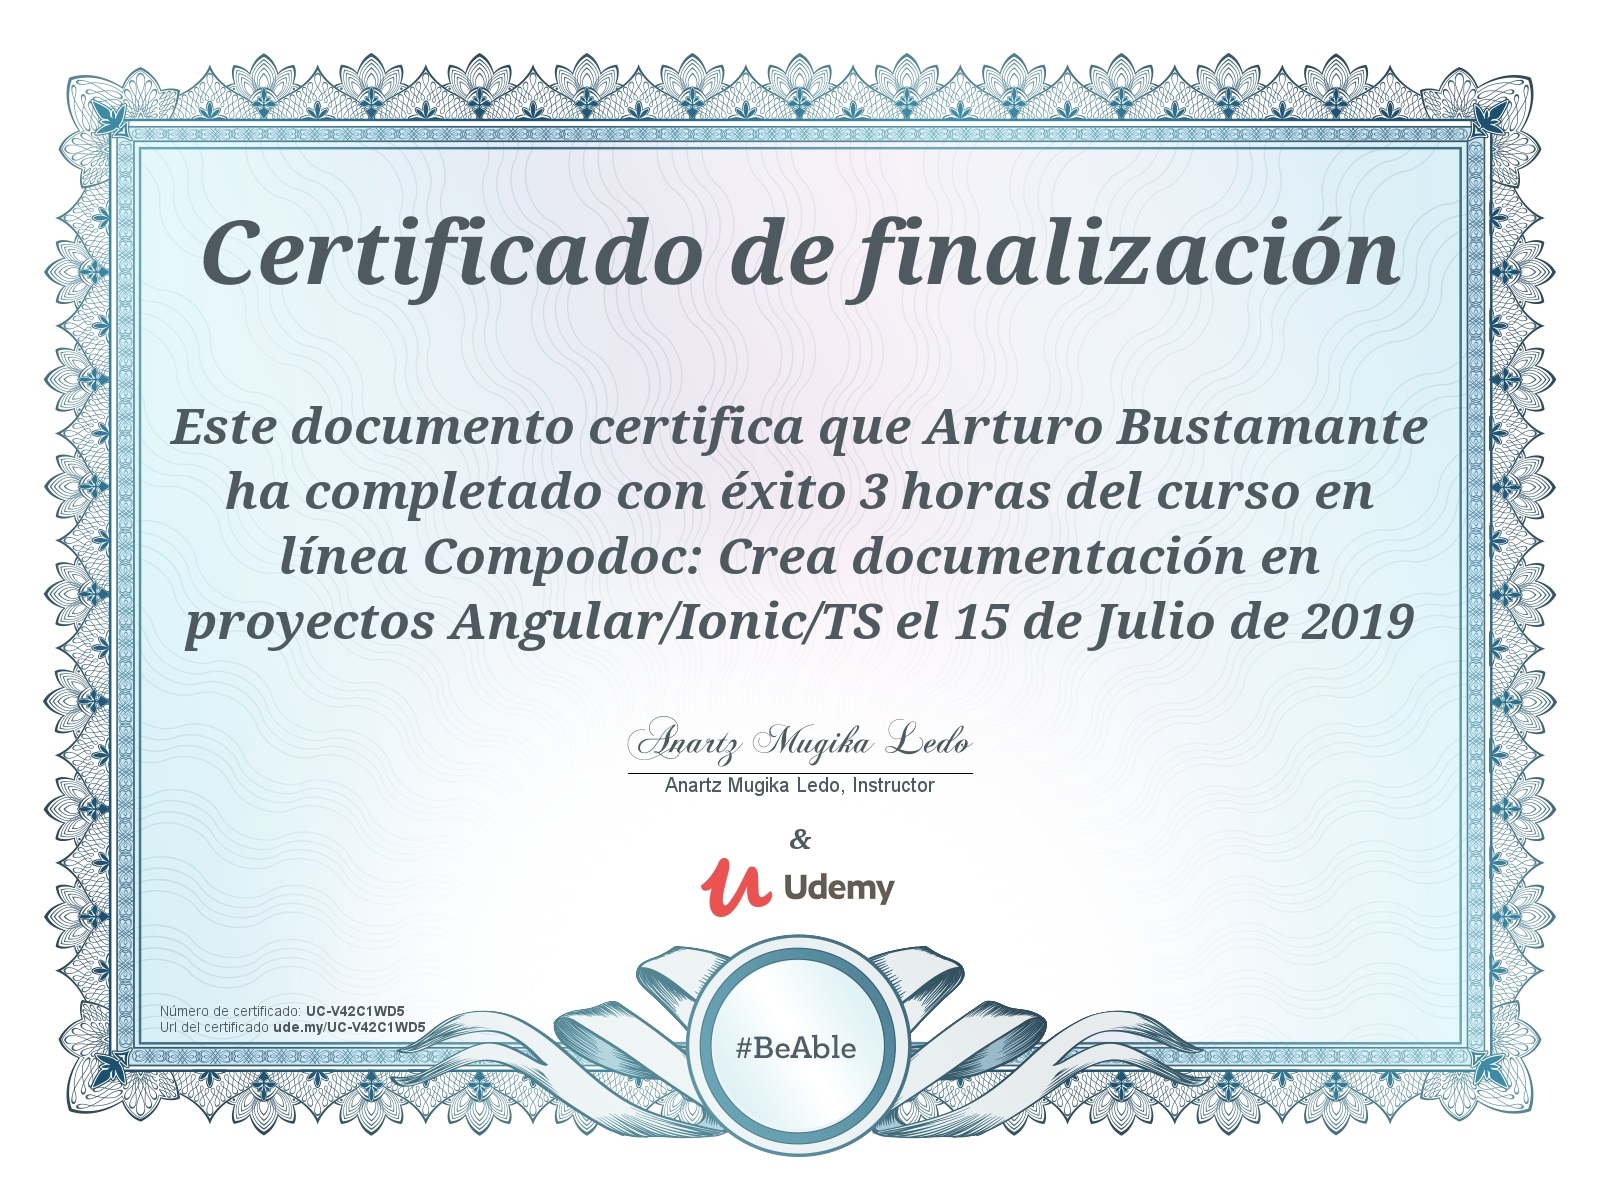 Certificado de finalización
Este documento certifica que Arturo Bustamante
ha completado con éxito 3 horas del curso en
línea Compodoc: Crea documentación en
proyectos Angular/Ionic/TS el 15 de Julio de 2019
Anartz Mugika Ledo
Anartz Mugika Ledo, Instructor
&
Udemy
Número de certificado: UC-V42C1WD5
Url del certificado ude.my/UC-V42C1WD5
#BeAble